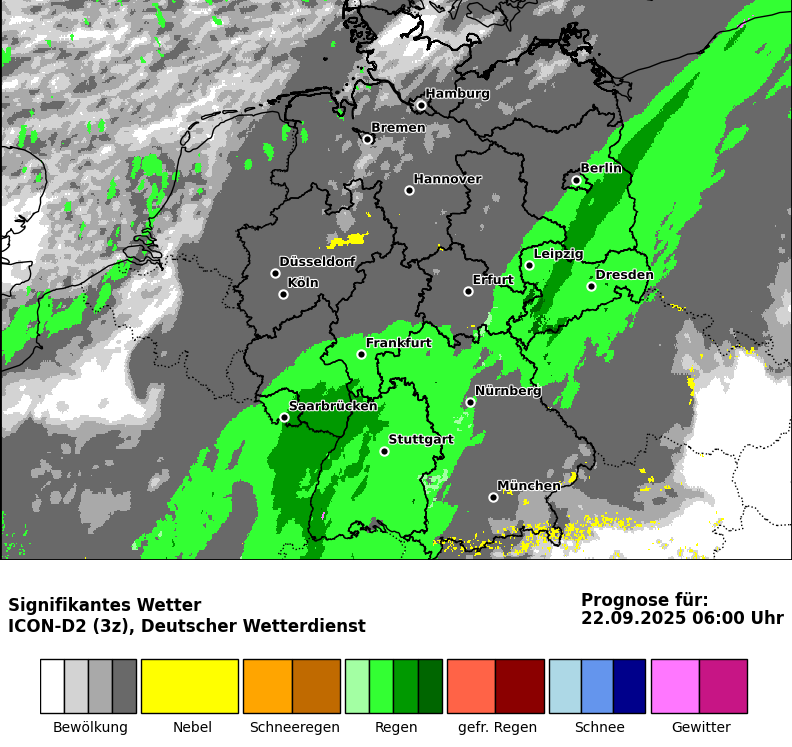 Hamburg
Bremen
Berlin
Hannover
Leipzig
Düsseldorf
Dresden
Köln
Erfurt
Frankfurt
Nürnberg
Saarbrücken
Stuttgart
München
Signifikantes Wetter
ICON-D2 (3z), Deutscher Wetterdienst
Prognose für:
22.09.2025 06:00 Uhr
Bewölkung
Nebel
Schneeregen
Regen
gefr. Regen
Schnee
Gewitter